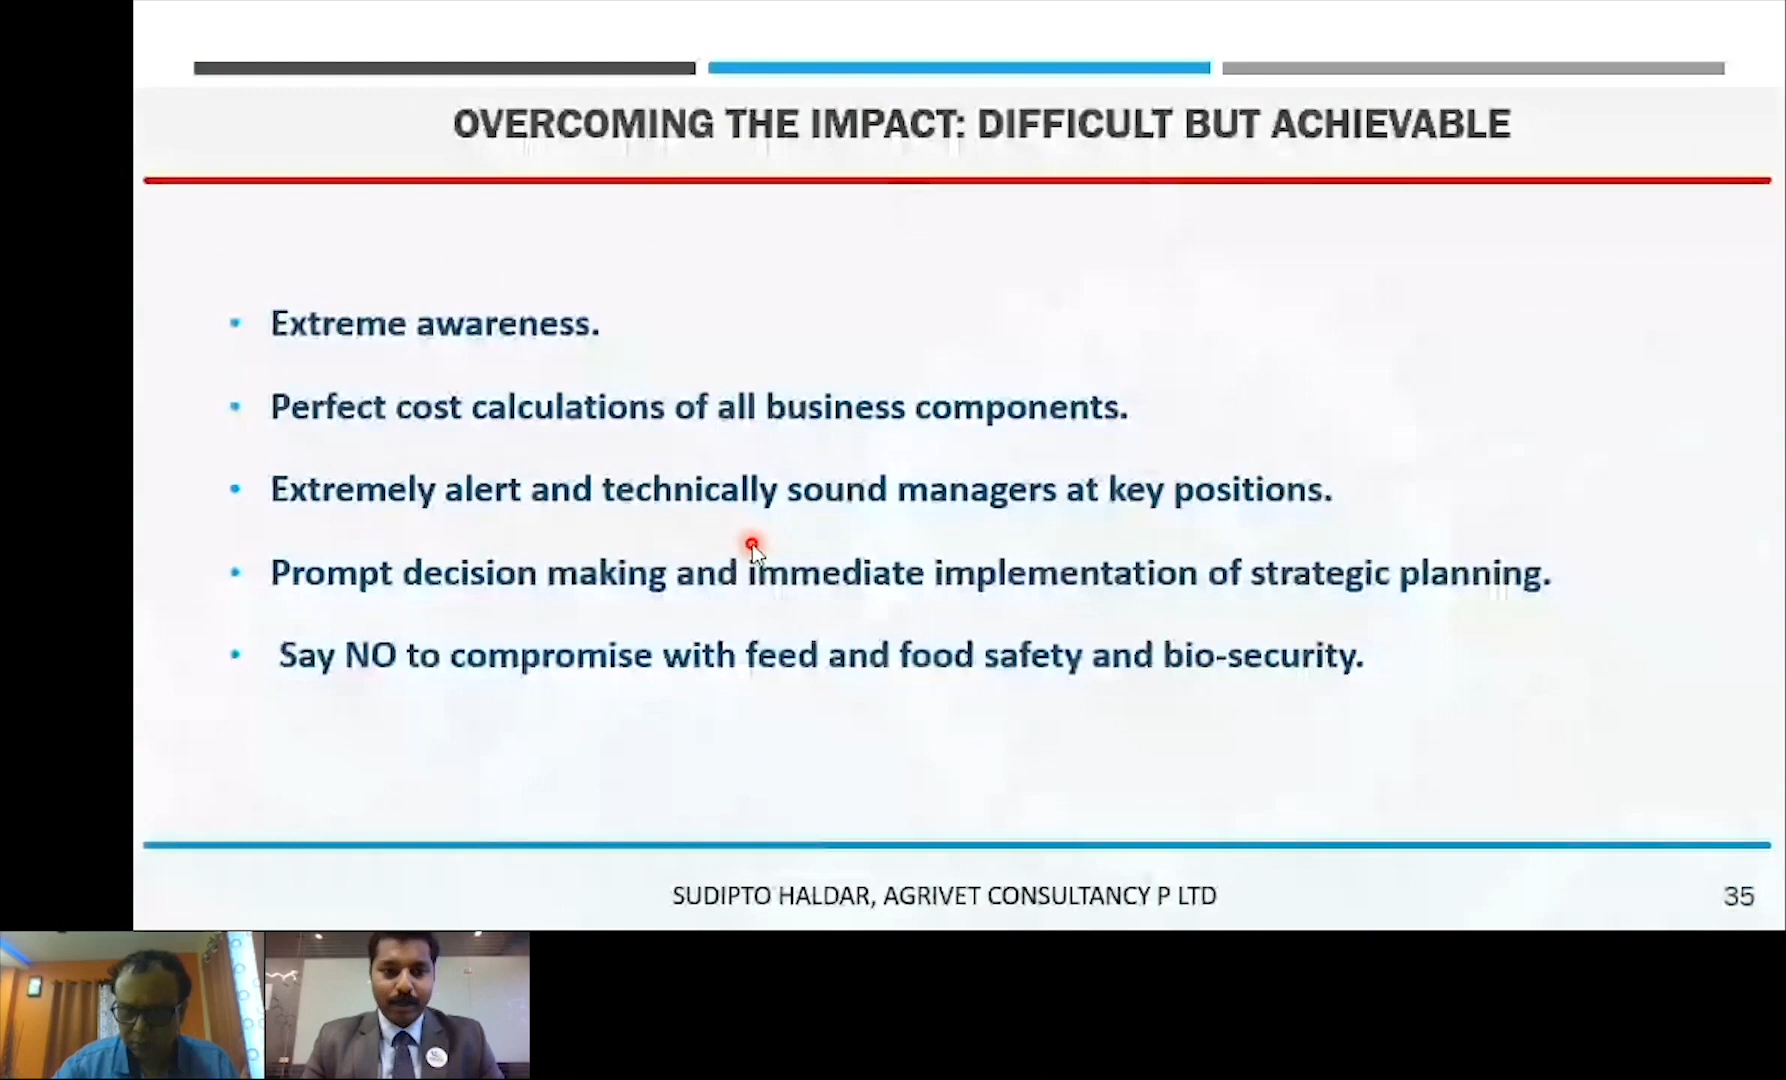 OVERCOMING THE IMPACT: DIFFICULT BUT ACHIEVABLE
• Extreme awareness.
• Perfect cost calculations of all business components.
• Extremely alert and technically sound managers at key positions.
• Prompt decision making and immediate implementation of strategic planning.
• Say NO to compromise with feed and food safety and bio-security.
SUDIPTO HALDAR, AGRIVET CONSULTANCY P LTD
35